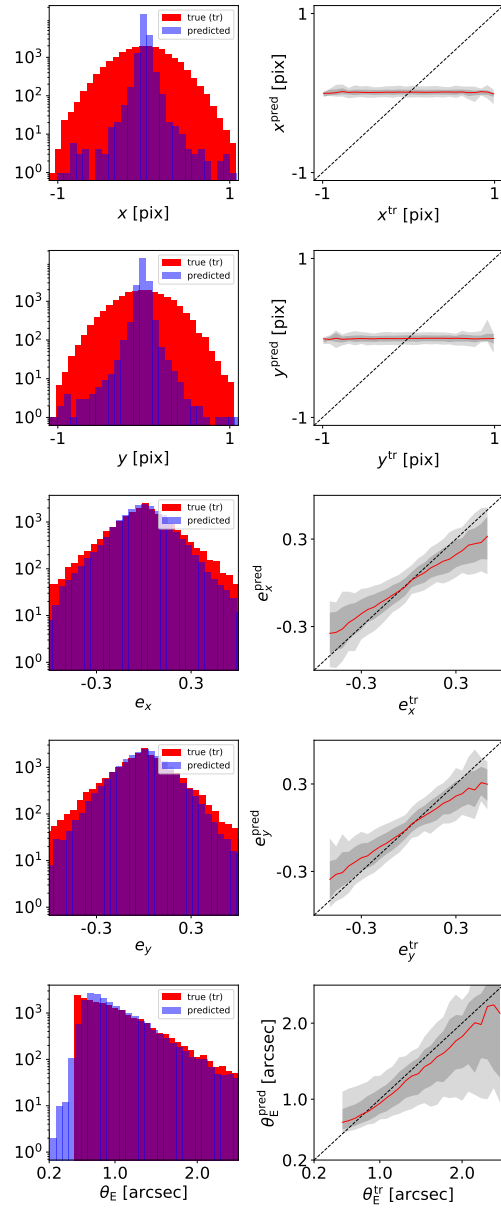 10³
10²
10¹
10⁰
true (tr)
predicted
-1 0 1
x [pix]
1
-1
x^pred [pix]
-1 0 1
x^tr [pix]
10³
10²
10¹
10⁰
true (tr)
predicted
-1 0 1
y [pix]
1
-1
y^pred [pix]
-1 0 1
y^tr [pix]
10³
10²
10¹
10⁰
true (tr)
predicted
-0.3 0.3
e_x
0.3
-0.3
e_x^pred
-0.3 0.3
e_x^tr
10³
10²
10¹
10⁰
true (tr)
predicted
-0.3 0.3
e_y
0.3
-0.3
e_y^pred
-0.3 0.3
e_y^tr
10³
10²
10¹
10⁰
true (tr)
predicted
0.2 1.0 2.0
θ_E [arcsec]
2.0
1.0
0.2
θ_E^pred [arcsec]
0.2 1.0 2.0
θ_E^tr [arcsec]